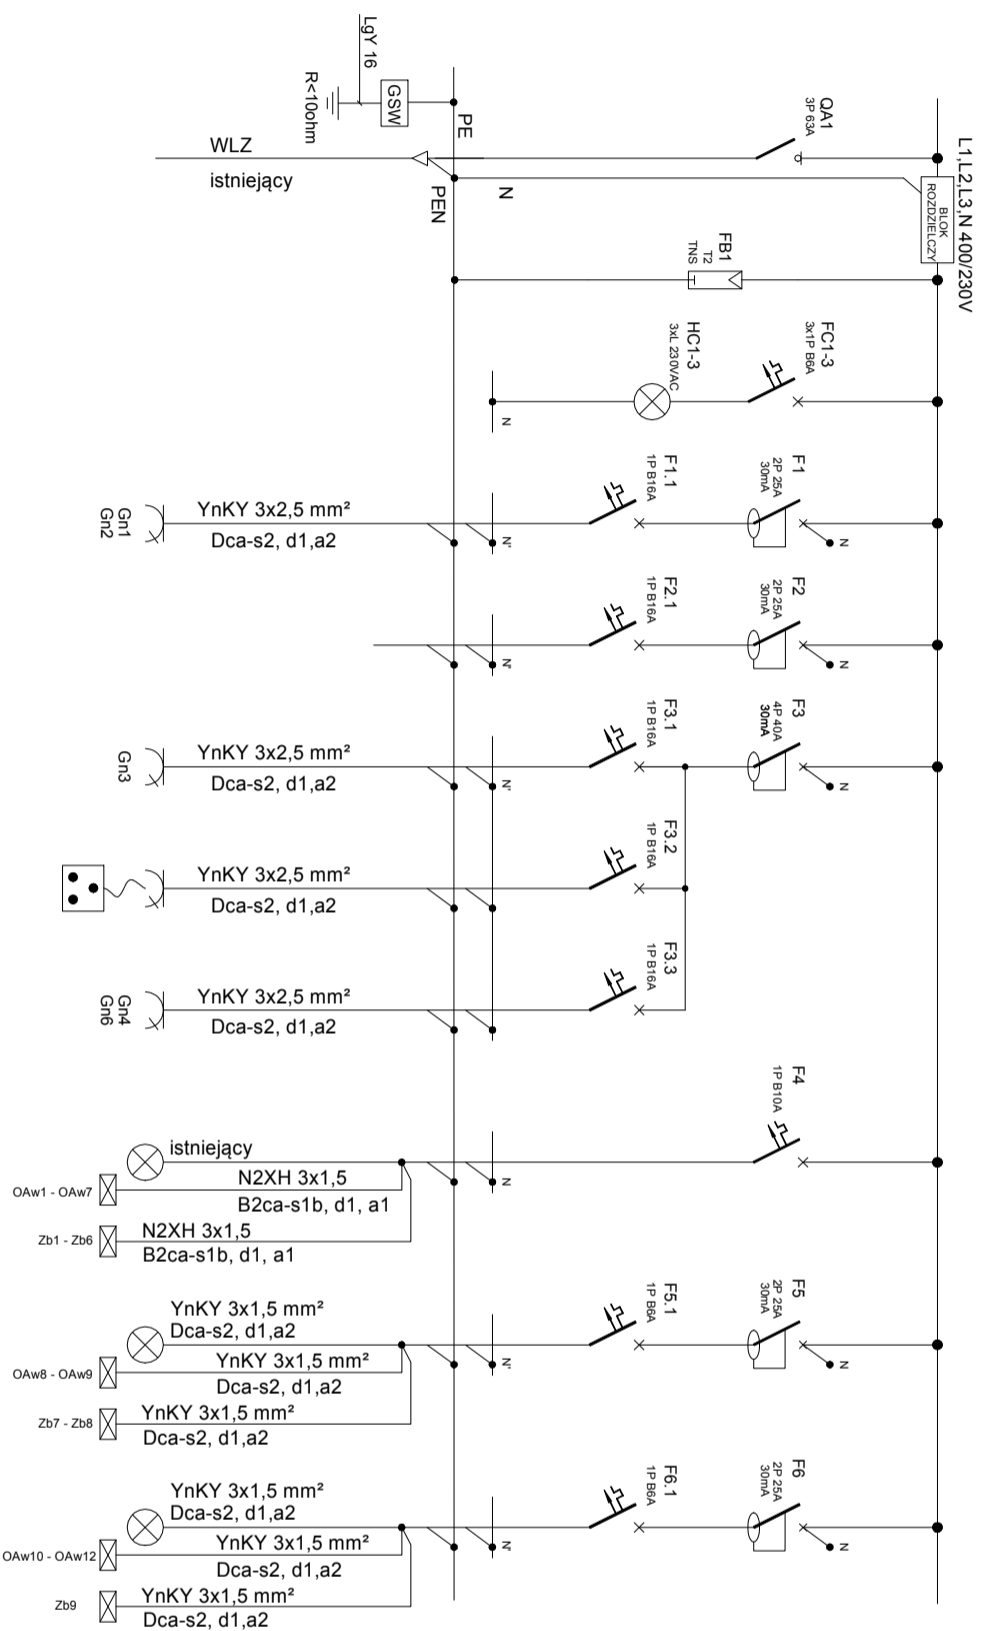 L1,L2,L3,N 400/230V
BLOK
ROZDZIELCZY
QA1
3P 63A
LgY 16
GSW
R<10ohm
PE
WLZ
istniejący
PEN
N
FB1
T2
TNS
FC1-3
3x1P B6A
HC1-3
3xL 230VAC
N
F1
2P 25A
30mA
N
F1.1
1P B16A
N'
YnKY 3x2,5 mm²
Dca-s2, d1,a2
Gn1
Gn2
F2
2P 25A
30mA
N
F2.1
1P B16A
N'
F3
4P 40A
30mA
N
F3.1
1P B16A
N'
YnKY 3x2,5 mm²
Dca-s2, d1,a2
Gn3
F3.2
1P B16A
YnKY 3x2,5 mm²
Dca-s2, d1,a2
F3.3
1P B16A
YnKY 3x2,5 mm²
Dca-s2, d1,a2
Gn4
Gn6
F4
1P B10A
N
istniejący
N2XH 3x1,5
B2ca-s1b, d1, a1
OAw1 - OAw7
N2XH 3x1,5
B2ca-s1b, d1, a1
Zb1 - Zb6
F5
2P 25A
30mA
N
F5.1
1P B6A
N'
YnKY 3x1,5 mm²
Dca-s2, d1,a2
YnKY 3x1,5 mm²
Dca-s2, d1,a2
OAw8 - OAw9
YnKY 3x1,5 mm²
Dca-s2, d1,a2
Zb7 - Zb8
F6
2P 25A
30mA
N
F6.1
1P B6A
N'
YnKY 3x1,5 mm²
Dca-s2, d1,a2
YnKY 3x1,5 mm²
Dca-s2, d1,a2
OAw10 - OAw12
YnKY 3x1,5 mm²
Dca-s2, d1,a2
Zb9